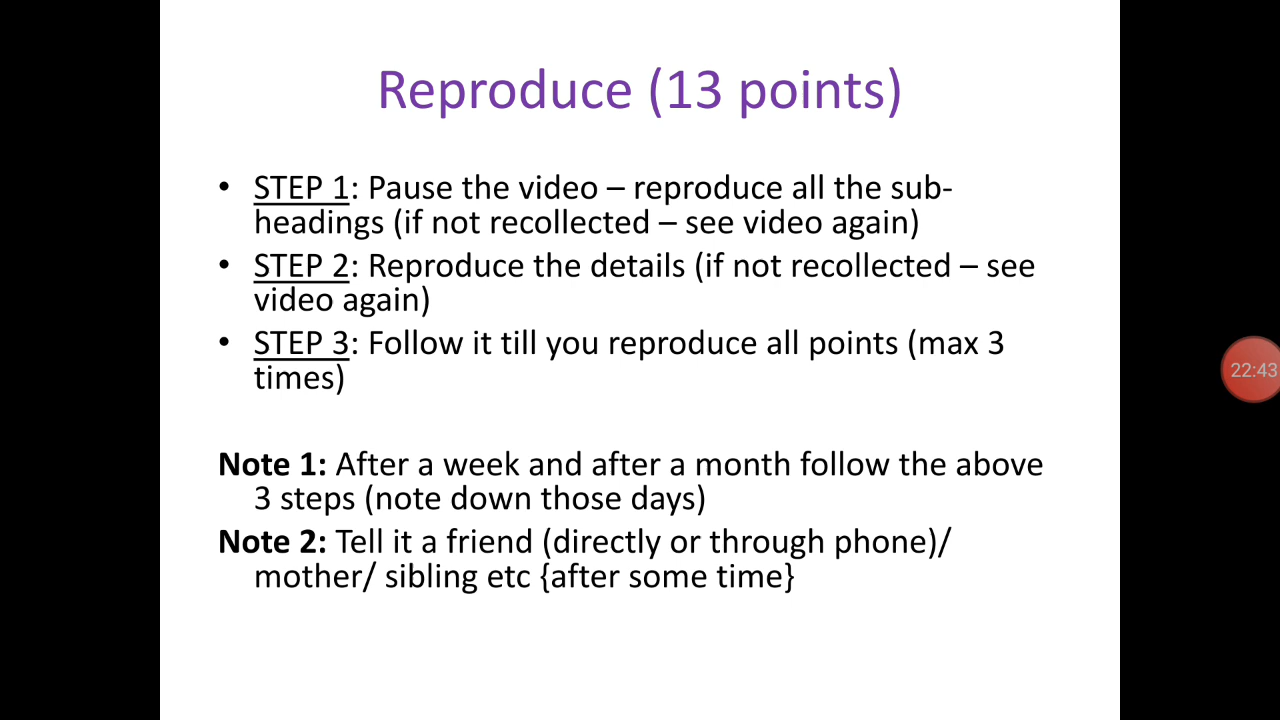 Reproduce (13 points)
• STEP 1: Pause the video – reproduce all the sub-
headings (if not recollected – see video again)
• STEP 2: Reproduce the details (if not recollected – see
video again)
• STEP 3: Follow it till you reproduce all points (max 3
times)
Note 1: After a week and after a month follow the above
3 steps (note down those days)
Note 2: Tell it a friend (directly or through phone)/
mother/ sibling etc {after some time}
22:43